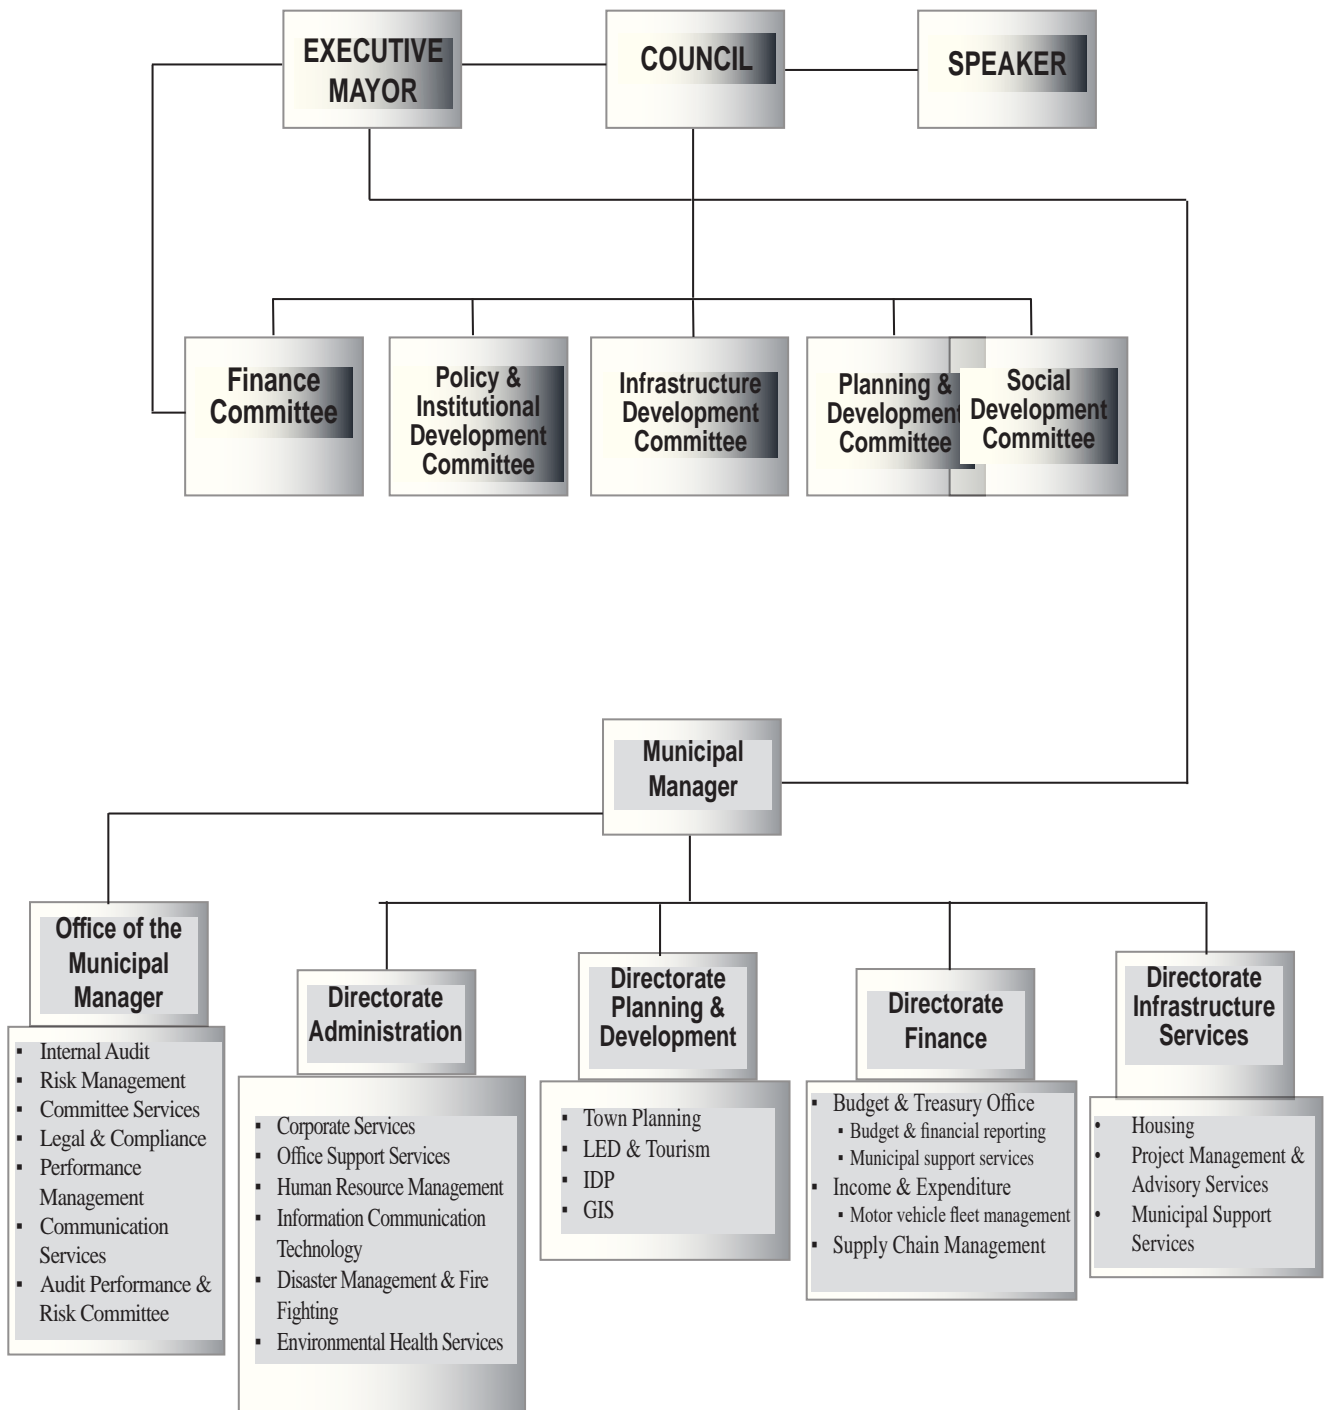 EXECUTIVE
MAYOR
COUNCIL
SPEAKER
Finance
Committee
Policy &
Institutional
Development
Committee
Infrastructure
Development
Committee
Planning &
Development
Committee
Social
Development
Committee
Municipal
Manager
Office of the
Municipal
Manager
▪ Internal Audit
▪ Risk Management
▪ Committee Services
▪ Legal & Compliance
▪ Performance
Management
▪ Communication
Services
▪ Audit Performance &
Risk Committee
Directorate
Administration
▪ Corporate Services
▪ Office Support Services
▪ Human Resource Management
▪ Information Communication
Technology
▪ Disaster Management & Fire
Fighting
▪ Environmental Health Services
Directorate
Planning &
Development
▪ Town Planning
▪ LED & Tourism
▪ IDP
▪ GIS
Directorate
Finance
▪ Budget & Treasury Office
▪ Budget & financial reporting
▪ Municipal support services
▪ Income & Expenditure
▪ Motor vehicle fleet management
▪ Supply Chain Management
Directorate
Infrastructure
Services
• Housing
• Project Management &
Advisory Services
• Municipal Support
Services